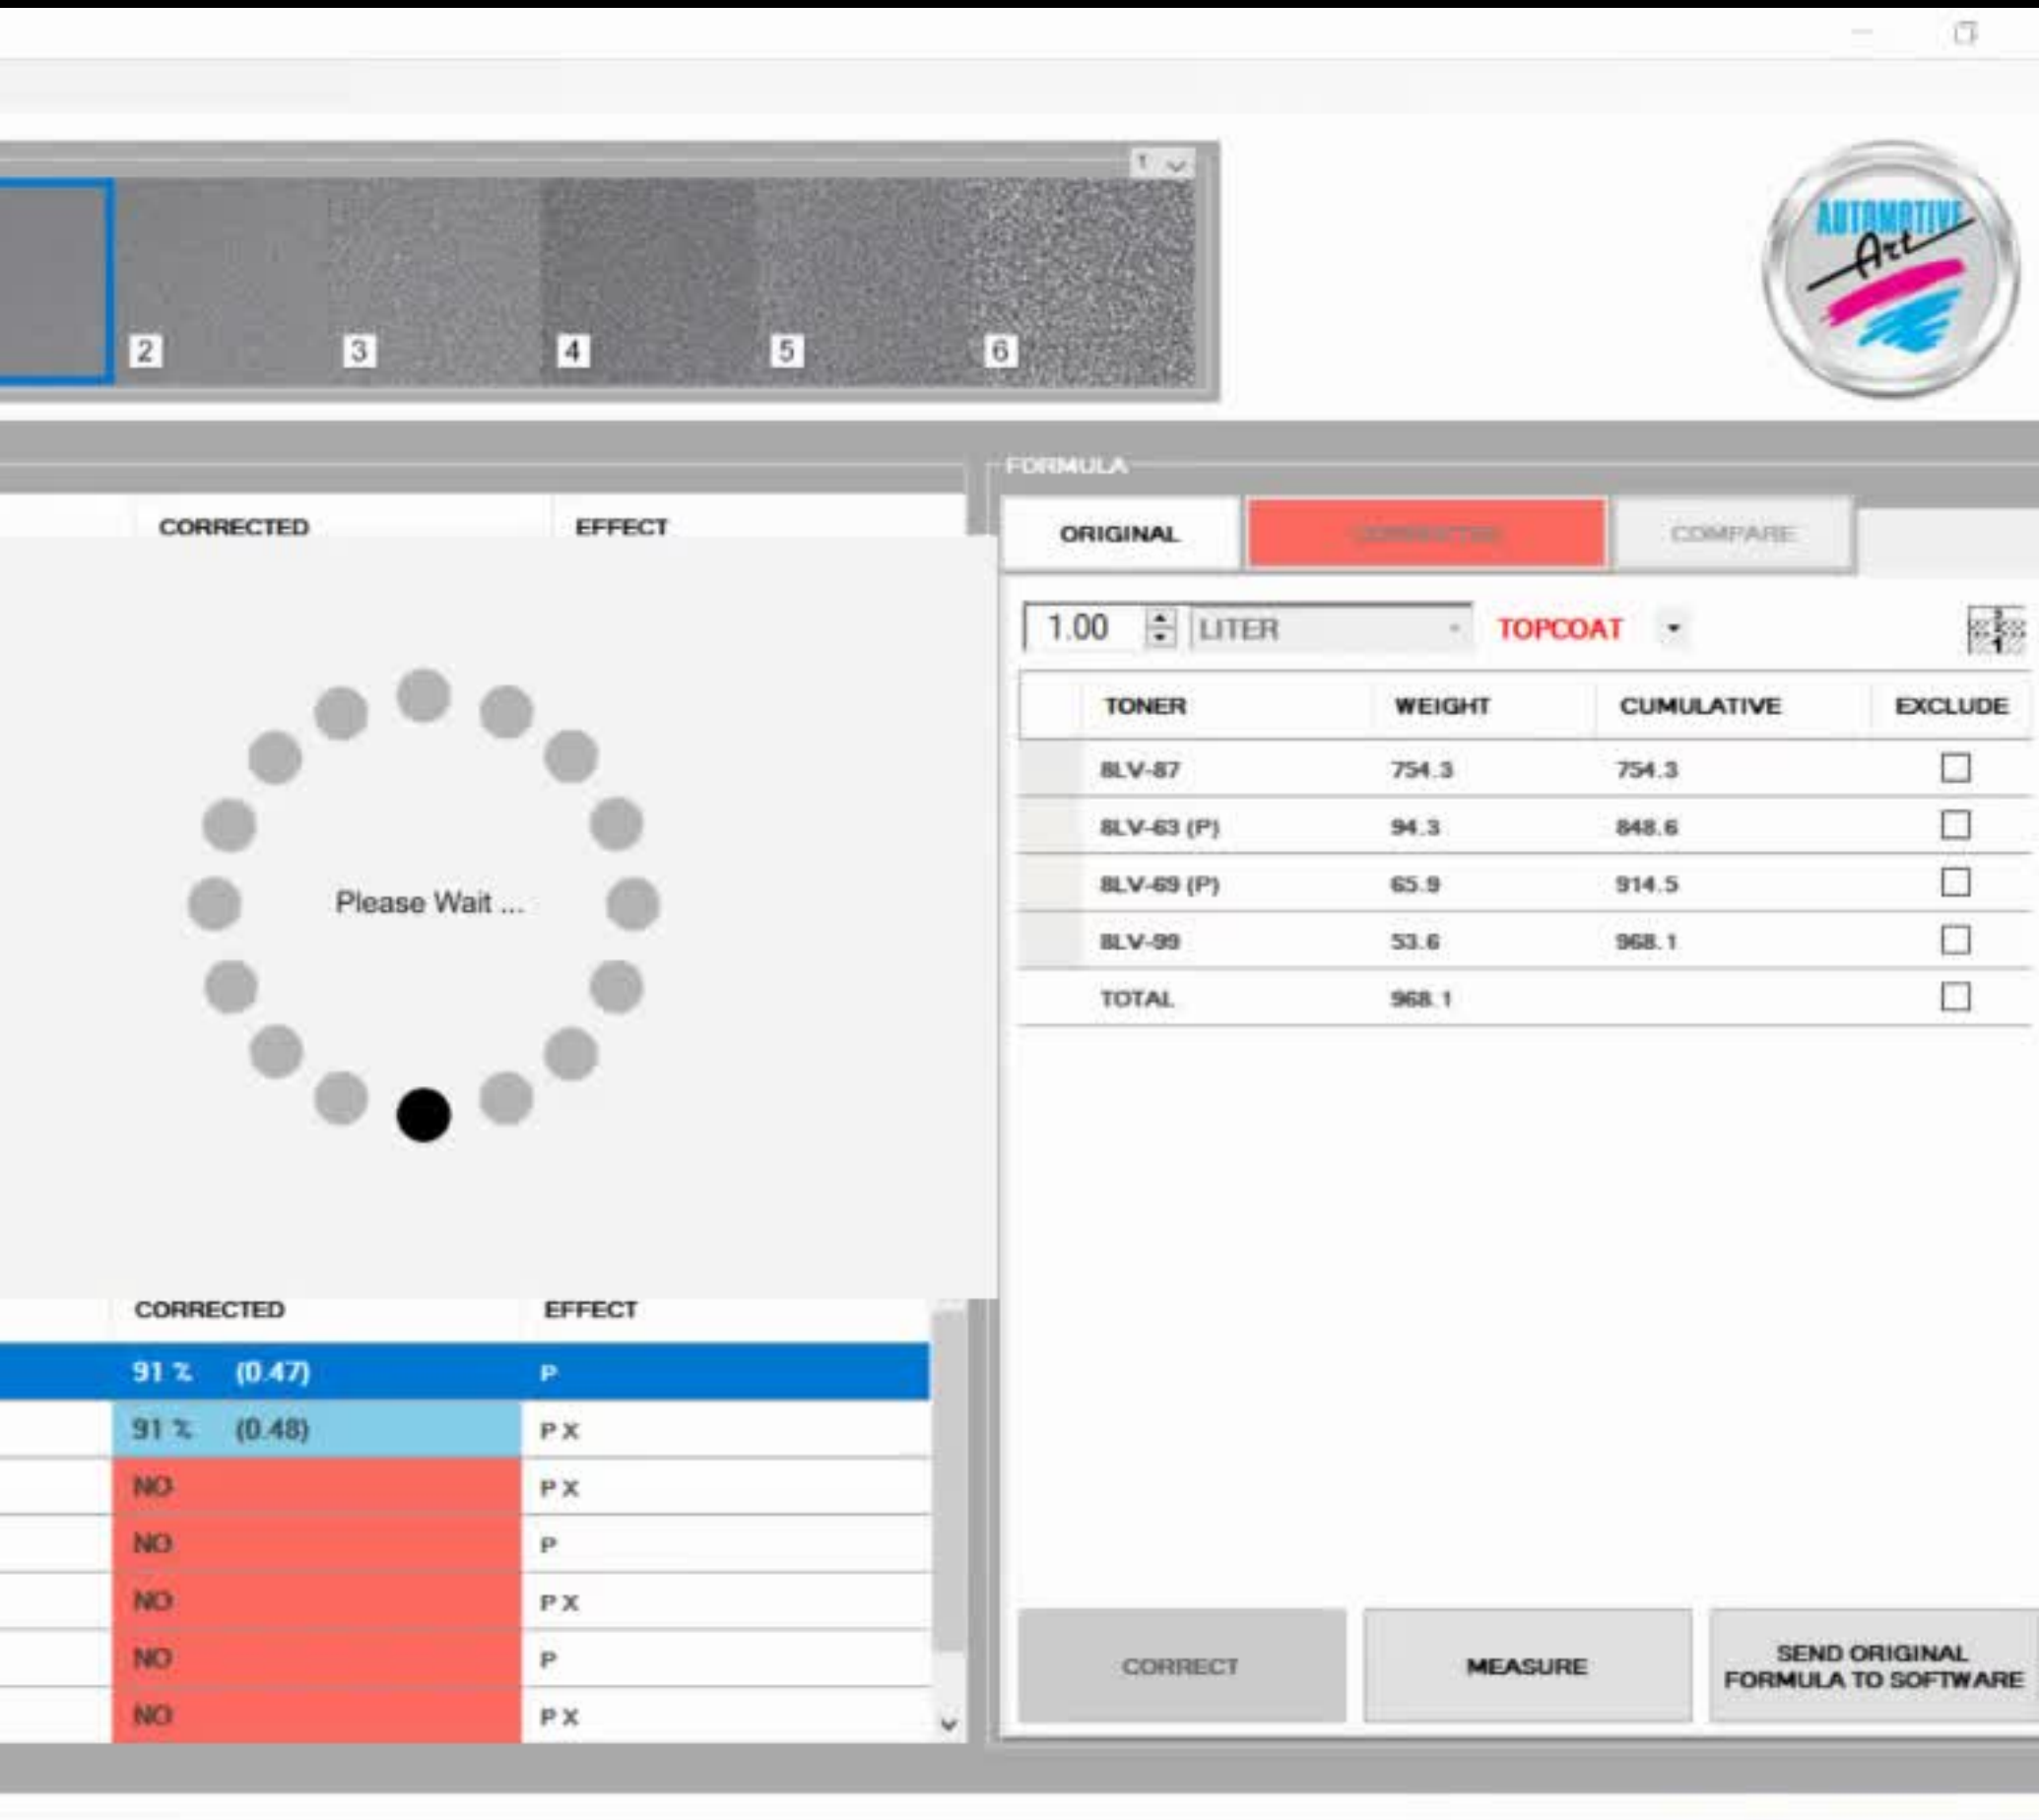 1
AUTOMOTIVE
Art
2 3 4 5 6
FORMULA
CORRECTED EFFECT
ORIGINAL COMPARE
1.00 LITER TOPCOAT
TONER WEIGHT CUMULATIVE EXCLUDE
8LV-87 754.3 754.3
8LV-63 (P) 94.3 848.6
8LV-69 (P) 65.9 914.5
8LV-99 53.6 968.1
TOTAL 968.1
Please Wait ...
CORRECTED EFFECT
91 % (0.47) P
91 % (0.48) P X
NO P X
NO P
NO P X
NO P
NO P X
CORRECT MEASURE SEND ORIGINAL
FORMULA TO SOFTWARE